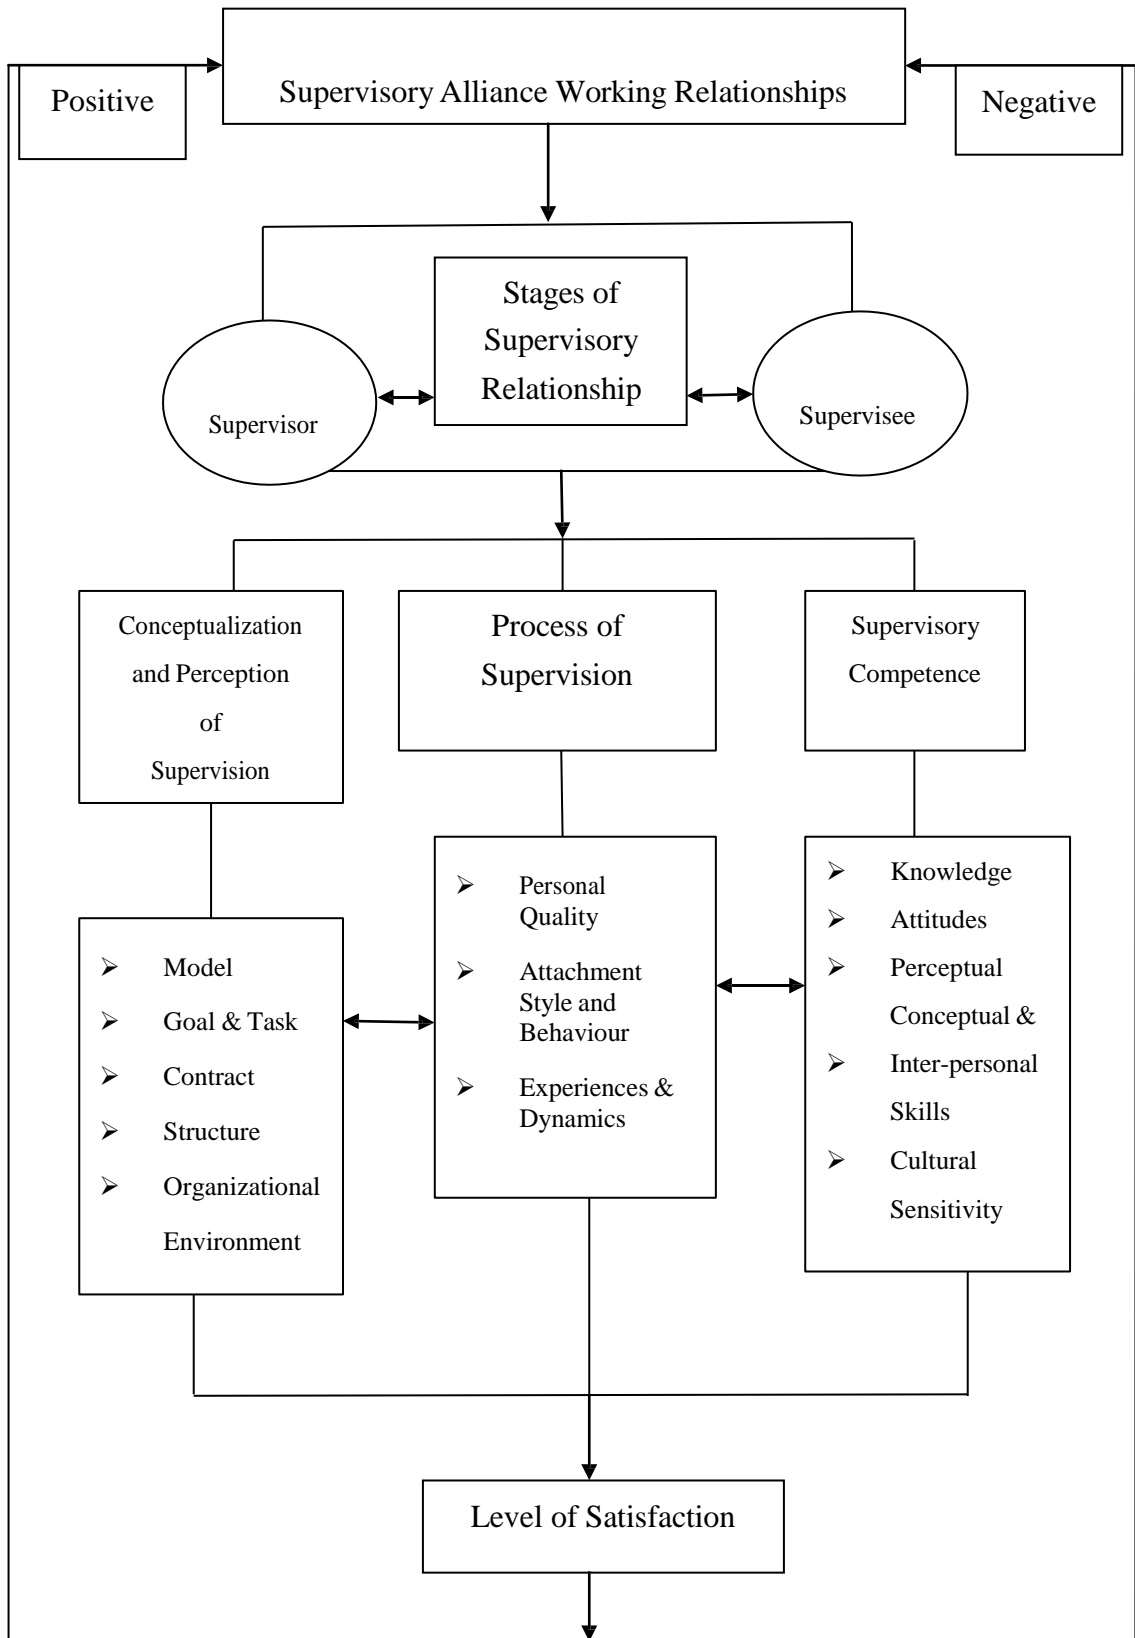 Supervisory Alliance Working Relationships
Positive
Negative
Stages of
Supervisory
Relationship
Supervisor
Supervisee
Conceptualization
and Perception
of
Supervision
Process of
Supervision
Supervisory
Competence
➢ Model
➢ Goal & Task
➢ Contract
➢ Structure
➢ Organizational
Environment
➢ Personal
Quality
➢ Attachment
Style and
Behaviour
➢ Experiences &
Dynamics
➢ Knowledge
➢ Attitudes
➢ Perceptual
Conceptual &
➢ Inter-personal
Skills
➢ Cultural
Sensitivity
Level of Satisfaction